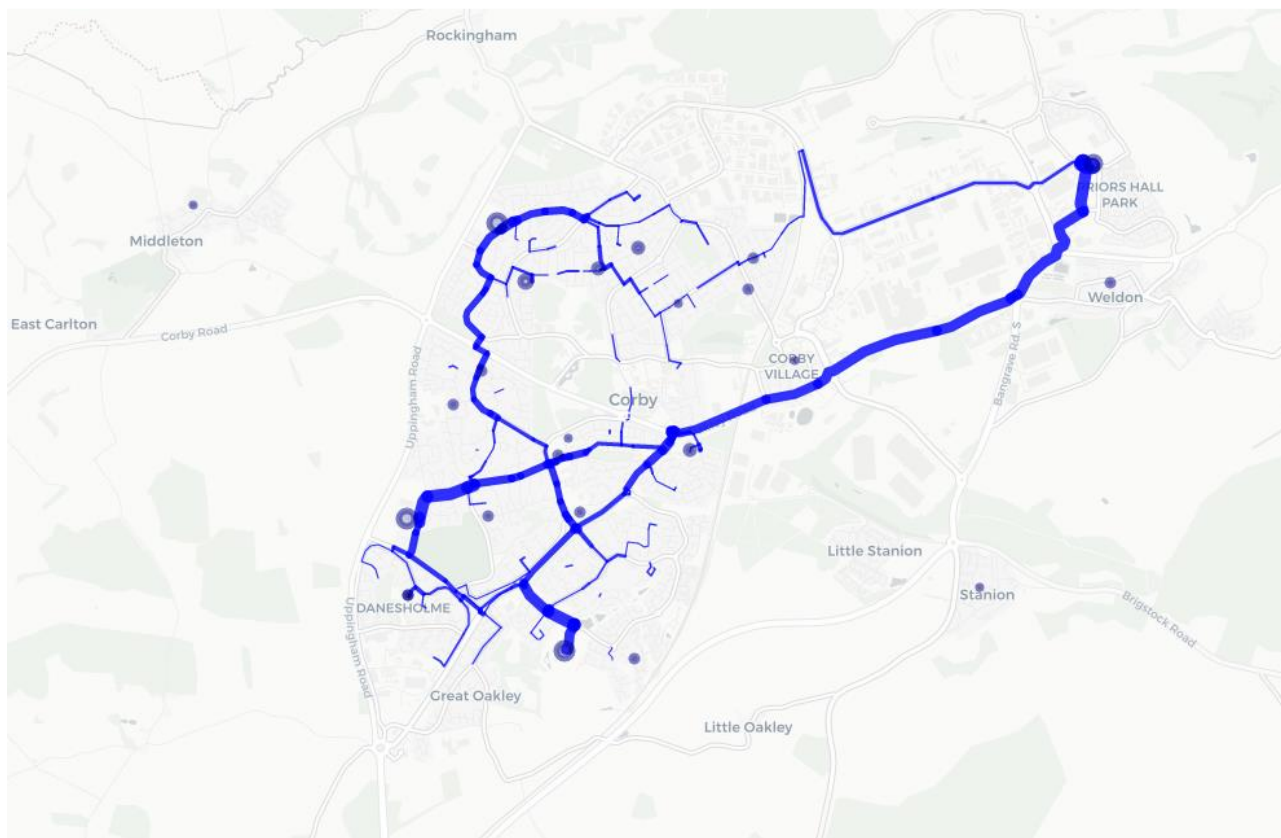 Rockingham
Middleton
East Carlton
Corby Road
Uppingham Road
Corby
CORBY
VILLAGE
PRIORS HALL
PARK
Weldon
Bangrave Rd. S
Little Stanion
Stanion
Brigstock Road
DANESHOLME
Uppingham Road
Great Oakley
Little Oakley